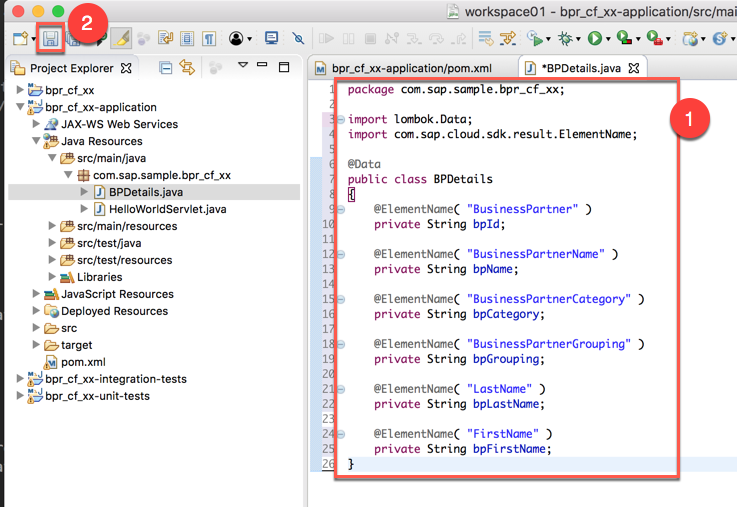 2
workspace01 - bpr_cf_xx-application/src/mai
Project Explorer
bpr_cf_xx
bpr_cf_xx-application
JAX-WS Web Services
Java Resources
src/main/java
com.sap.sample.bpr_cf_xx
BPDetails.java
HelloWorldServlet.java
src/main/resources
src/test/java
src/test/resources
Libraries
JavaScript Resources
Deployed Resources
src
target
pom.xml
bpr_cf_xx-integration-tests
bpr_cf_xx-unit-tests
bpr_cf_xx-application/pom.xml
*BPDetails.java
1
1 package com.sap.sample.bpr_cf_xx;
2
3 import lombok.Data;
4 import com.sap.cloud.sdk.result.ElementName;
5
6 @Data
7 public class BPDetails
8 {
9 @ElementName( "BusinessPartner" )
10 private String bpId;
11
12 @ElementName( "BusinessPartnerName" )
13 private String bpName;
14
15 @ElementName( "BusinessPartnerCategory" )
16 private String bpCategory;
17
18 @ElementName( "BusinessPartnerGrouping" )
19 private String bpGrouping;
20
21 @ElementName( "LastName" )
22 private String bpLastName;
23
24 @ElementName( "FirstName" )
25 private String bpFirstName;
26 }